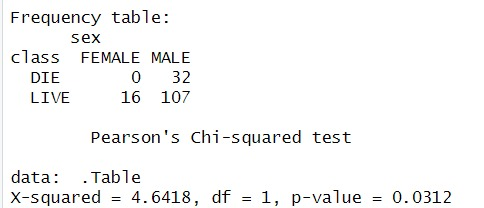 Frequency table:
sex
class FEMALE MALE
DIE 0 32
LIVE 16 107
Pearson's Chi-squared test
data: .Table
X-squared = 4.6418, df = 1, p-value = 0.0312